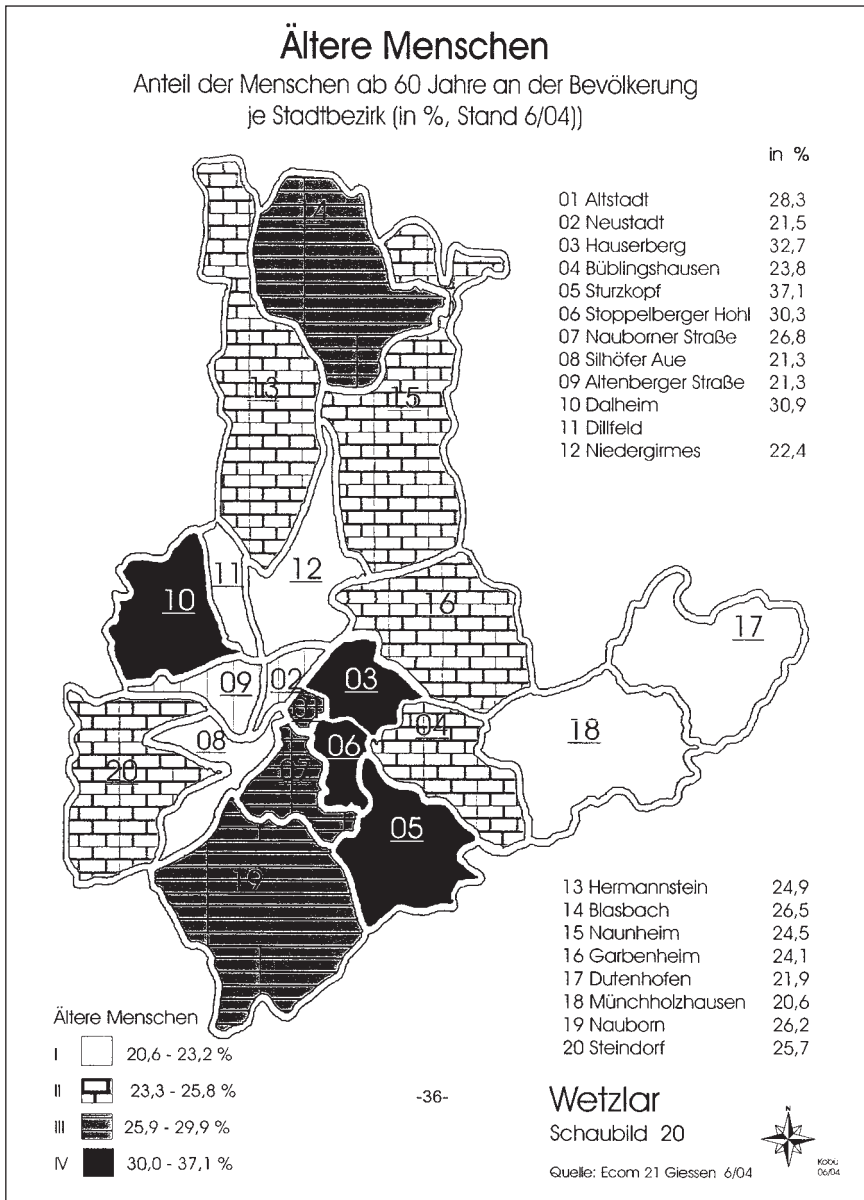 Ältere Menschen
Anteil der Menschen ab 60 Jahre an der Bevölkerung
je Stadtbezirk (in %, Stand 6/04))
in %
01 Altstadt 28,3
02 Neustadt 21,5
03 Hauserberg 32,7
04 Büblingshausen 23,8
05 Sturzkopf 37,1
06 Stoppelberger Hohl 30,3
07 Nauborner Straße 26,8
08 Silhöfer Aue 21,3
09 Altenberger Straße 21,3
10 Dalheim 30,9
11 Dillfeld
12 Niedergirmes 22,4
14
13
15
11
12
10
16
17
09
02
03
01
04
18
08
06
20
07
05
19
13 Hermannstein 24,9
14 Blasbach 26,5
15 Naunheim 24,5
16 Garbenheim 24,1
17 Dutenhofen 21,9
18 Münchholzhausen 20,6
19 Nauborn 26,2
20 Steindorf 25,7
Ältere Menschen
I 20,6 - 23,2 %
II 23,3 - 25,8 %
III 25,9 - 29,9 %
IV 30,0 - 37,1 %
-36-
Wetzlar
Schaubild 20
Quelle: Ecom 21 Giessen 6/04
N
Kobü
06/04